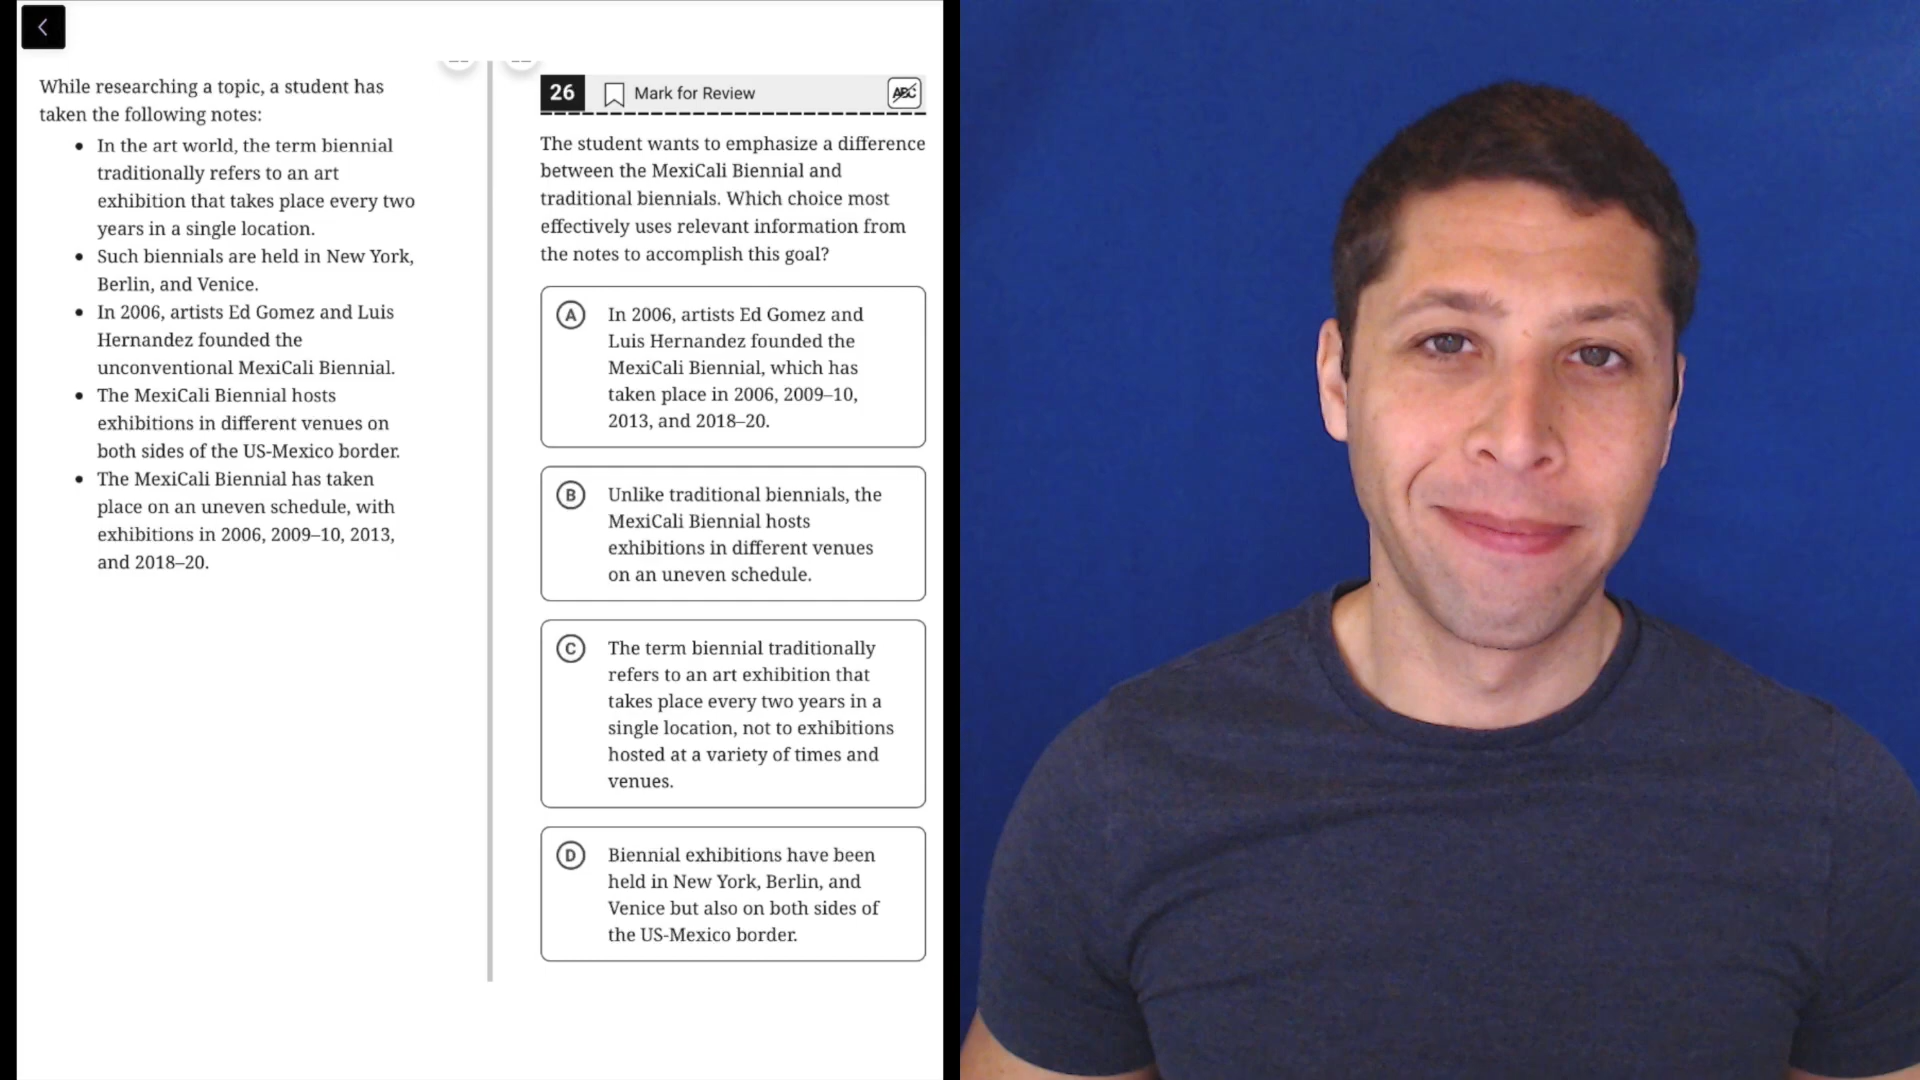 While researching a topic, a student has
taken the following notes:
• In the art world, the term biennial
traditionally refers to an art
exhibition that takes place every two
years in a single location.
• Such biennials are held in New York,
Berlin, and Venice.
• In 2006, artists Ed Gomez and Luis
Hernandez founded the
unconventional MexiCali Biennial.
• The MexiCali Biennial hosts
exhibitions in different venues on
both sides of the US-Mexico border.
• The MexiCali Biennial has taken
place on an uneven schedule, with
exhibitions in 2006, 2009–10, 2013,
and 2018–20.
26 Mark for Review ABC
The student wants to emphasize a difference
between the MexiCali Biennial and
traditional biennials. Which choice most
effectively uses relevant information from
the notes to accomplish this goal?
A In 2006, artists Ed Gomez and
Luis Hernandez founded the
MexiCali Biennial, which has
taken place in 2006, 2009–10,
2013, and 2018–20.
B Unlike traditional biennials, the
MexiCali Biennial hosts
exhibitions in different venues
on an uneven schedule.
C The term biennial traditionally
refers to an art exhibition that
takes place every two years in a
single location, not to exhibitions
hosted at a variety of times and
venues.
D Biennial exhibitions have been
held in New York, Berlin, and
Venice but also on both sides of
the US-Mexico border.